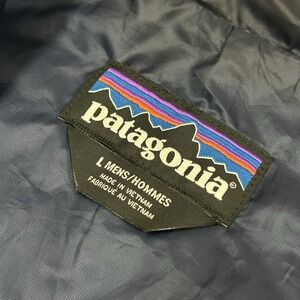 patagonia®
L MENS/HOMMES
MADE IN VIETNAM
FABRIQUÉ AU VIETNAM